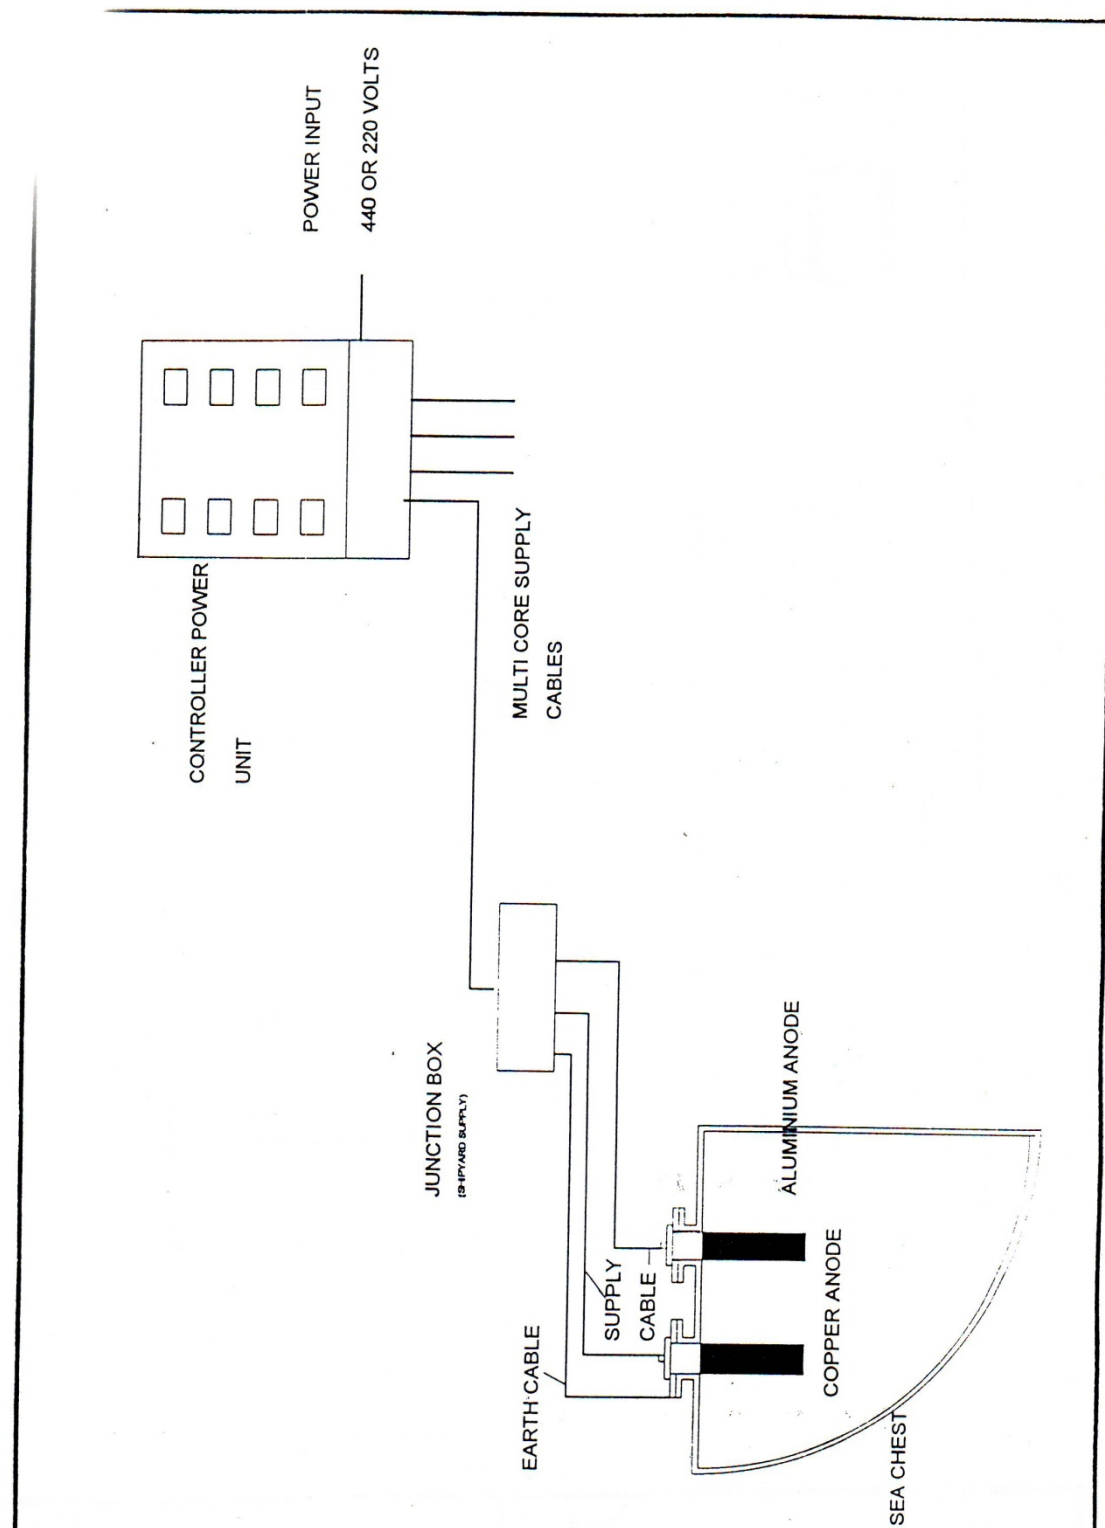 POWER INPUT
440 OR 220 VOLTS
CONTROLLER POWER
UNIT
MULTI CORE SUPPLY
CABLES
JUNCTION BOX
(SHIPYARD SUPPLY)
EARTH CABLE
SUPPLY
CABLE
ALUMINIUM ANODE
COPPER ANODE
SEA CHEST